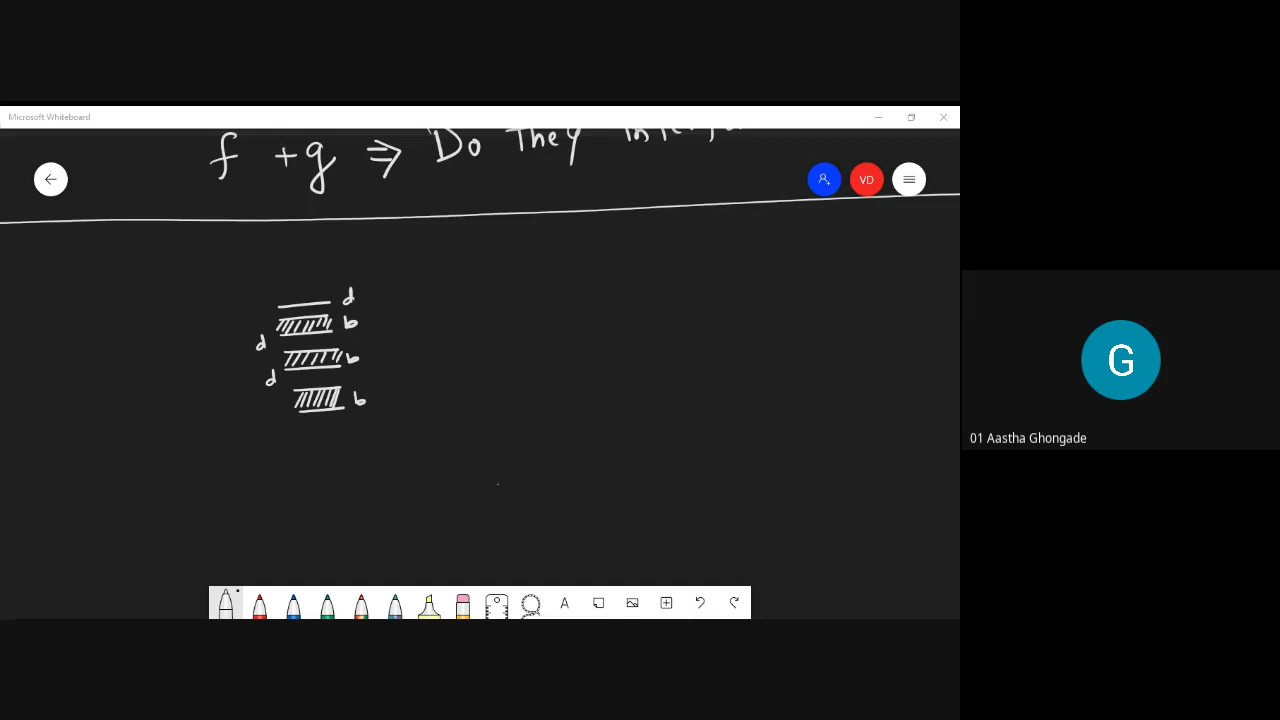 Microsoft Whiteboard
f + g ⇒ Do They
VD
d
b
d
b
d
b
G
01 Aastha Ghongade
A